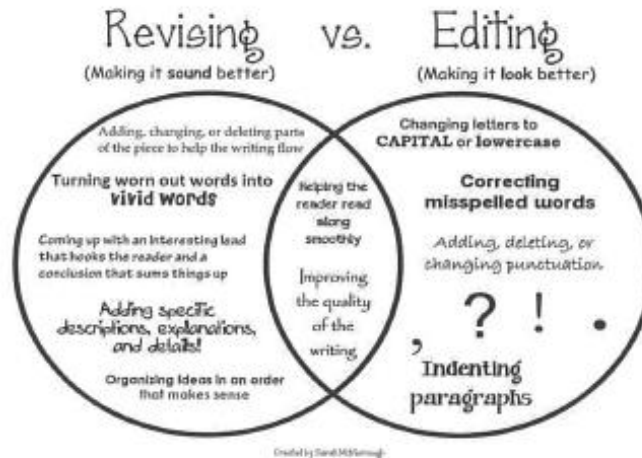 Revising vs. Editing
(Making it sound better) (Making it look better)
Adding, changing, or deleting parts
of the piece to help the writing flow
Turning worn out words into
vivid words
Coming up with an interesting lead
that hooks the reader and a
conclusion that sums things up
Adding specific
descriptions, explanations,
and details!
Organizing ideas in an order
that makes sense
Helping the
reader read
along
smoothly
Improving
the quality
of the
writing
Changing letters to
CAPITAL or lowercase
Correcting
misspelled words
Adding, deleting, or
changing punctuation
, ? ! .
Indenting
paragraphs
Created by